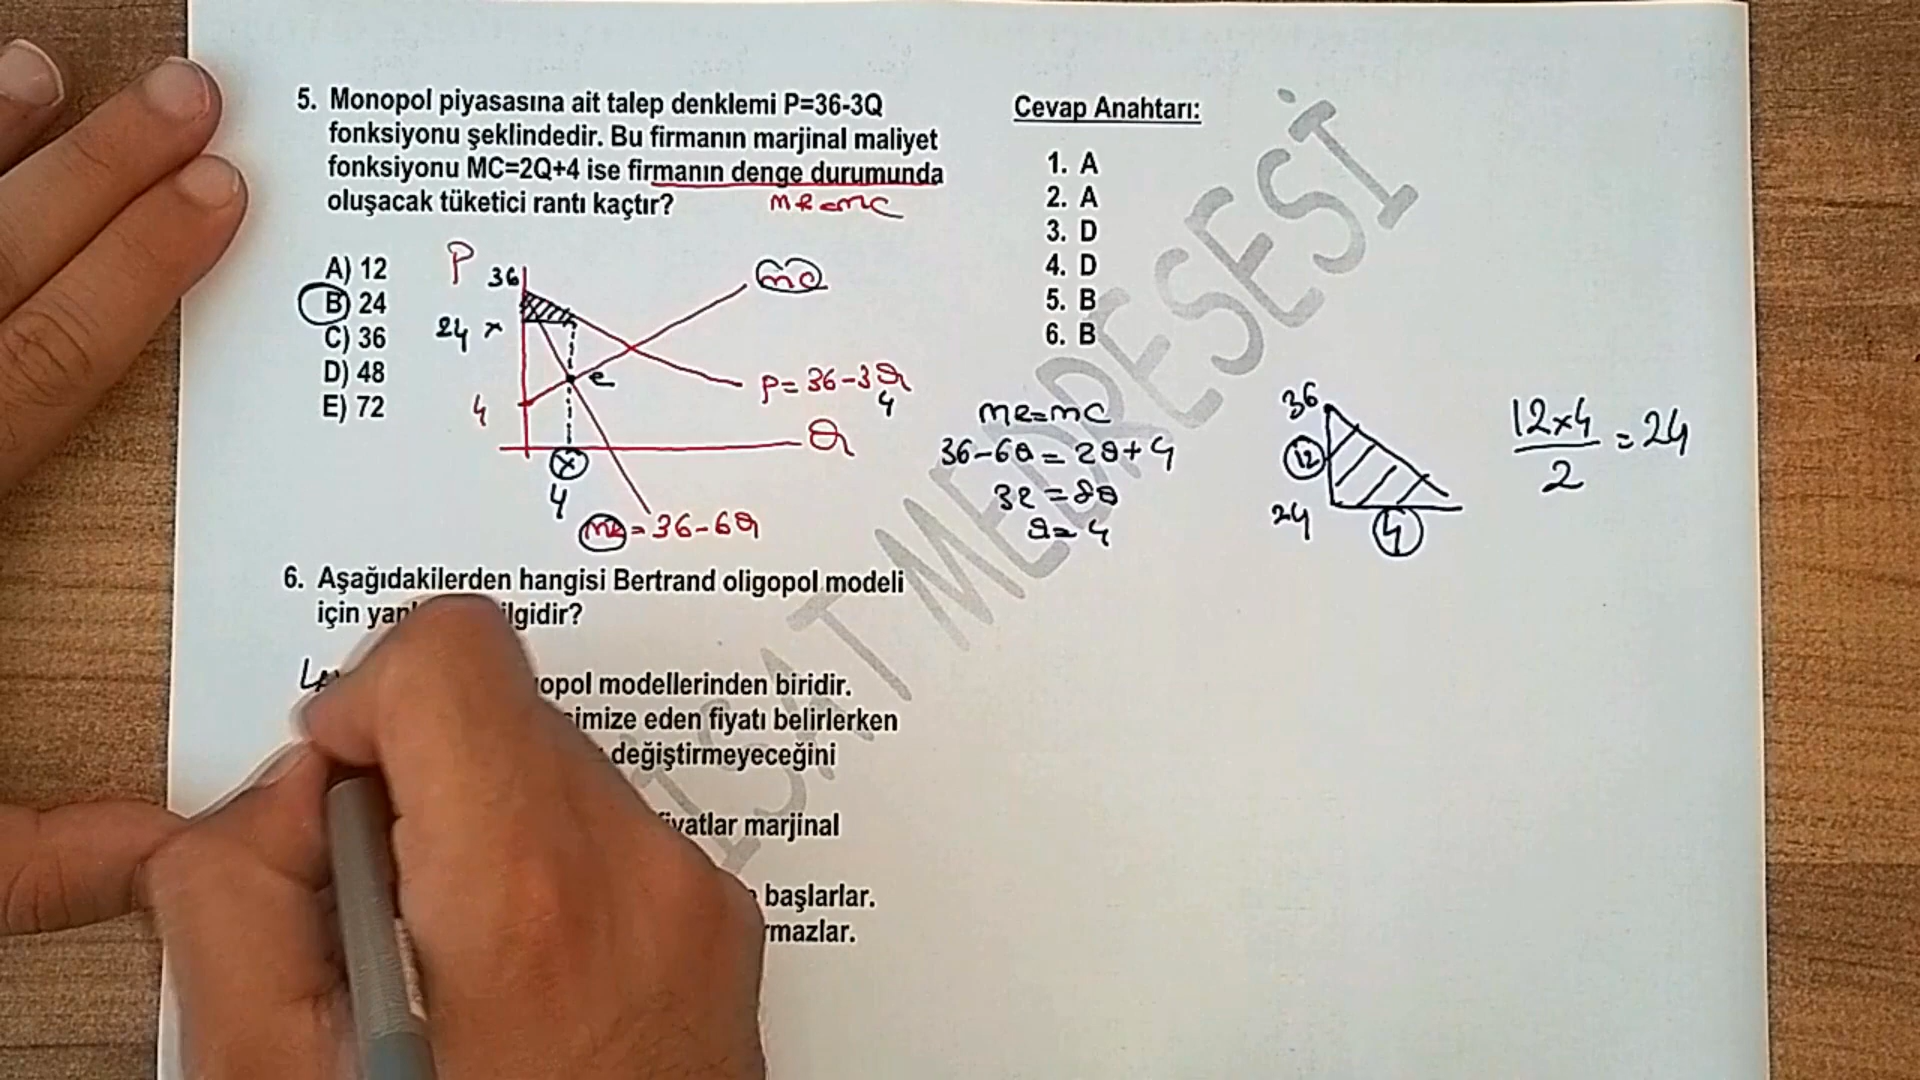 5. Monopol piyasasına ait talep denklemi P=36-3Q
fonksiyonu şeklindedir. Bu firmanın marjinal maliyet
fonksiyonu MC=2Q+4 ise firmanın denge durumunda
oluşacak tüketici rantı kaçtır?
MR=MC
A) 12
B) 24
C) 36
D) 48
E) 72
P
36
24 x
4
mc
e
P=36-3Q
4
Q
x
4
MR=36-6Q
Cevap Anahtarı:
1. A
2. A
3. D
4. D
5. B
6. B
MR=MC
36-6Q=2Q+4
32=8Q
Q=4
36
12
24
4
12x4
2
=24
6. Aşağıdakilerden hangisi Bertrand oligopol modeli
için
ilgidir?
opol modellerinden biridir.
imize eden fiyatı belirlerken
değiştirmeyeceğini
fiyatlar marjinal
başlarlar.
rmazlar.
İSAT MEDRESESİ